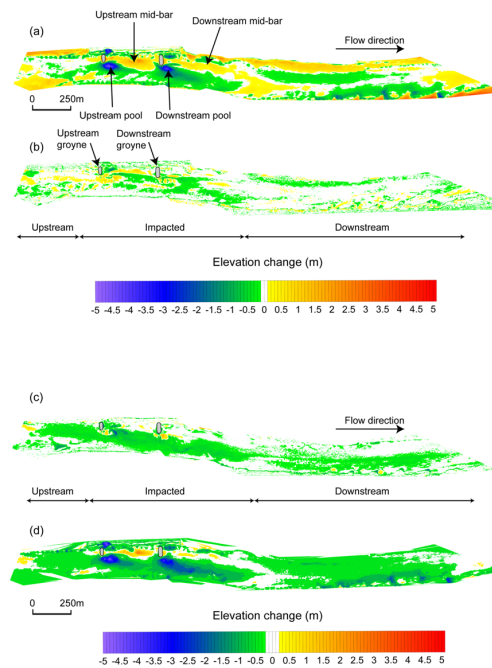 (a)
Upstream mid-bar
Downstream mid-bar
Flow direction
0 250m
Upstream pool
Downstream pool
(b)
Upstream
groyne
Downstream
groyne
Upstream Impacted Downstream
Elevation change (m)
-5 -4.5 -4 -3.5 -3 -2.5 -2 -1.5 -1 -0.5 0 0.5 1 1.5 2 2.5 3 3.5 4 4.5 5
(c)
Flow direction
Upstream Impacted Downstream
(d)
0 250m
Elevation change (m)
-5 -4.5 -4 -3.5 -3 -2.5 -2 -1.5 -1 -0.5 0 0.5 1 1.5 2 2.5 3 3.5 4 4.5 5